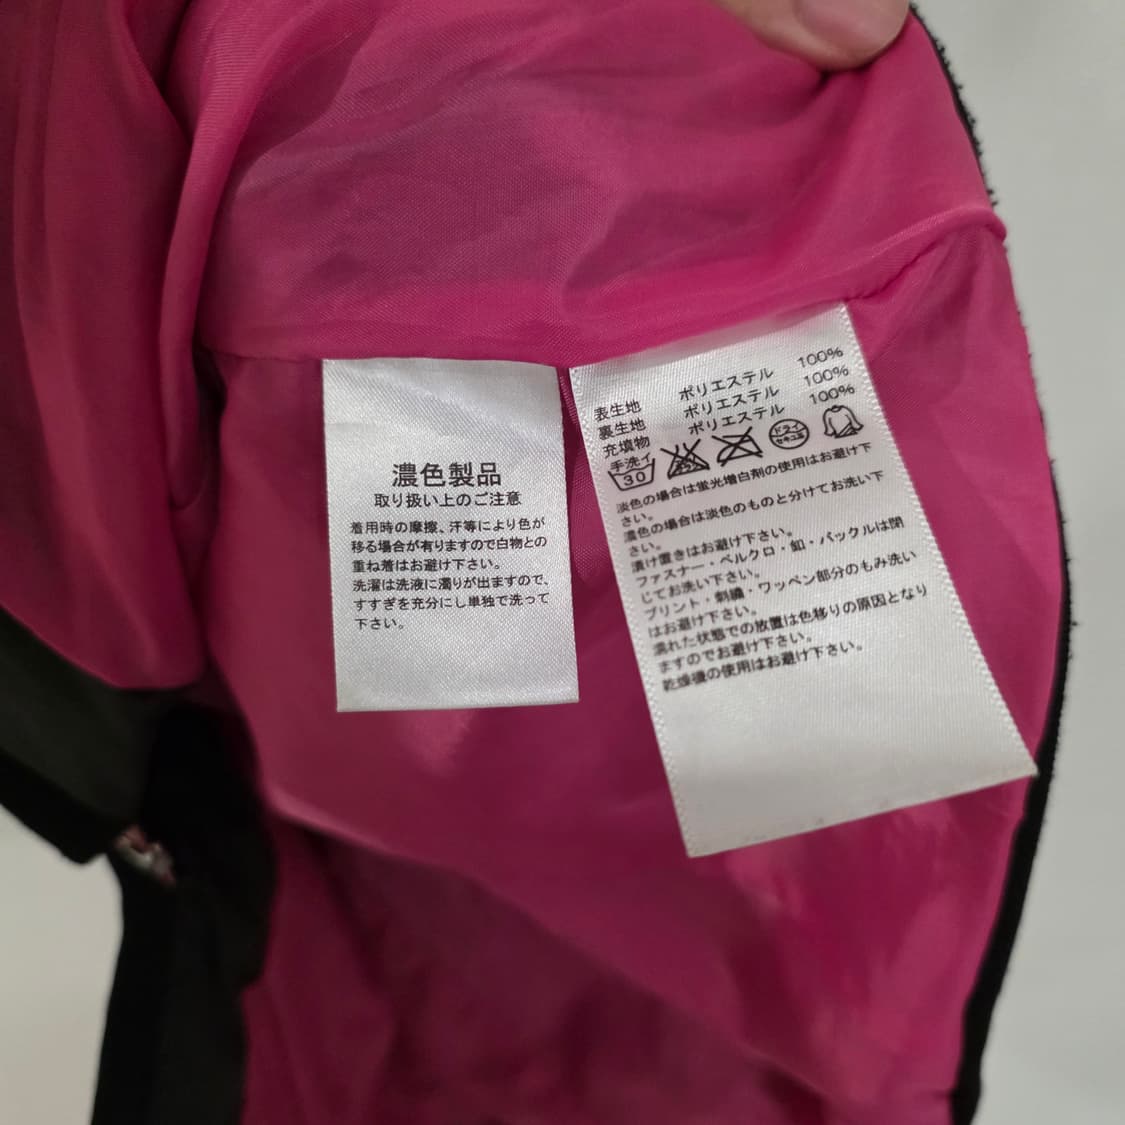 濃色製品
取り扱い上のご注意
着用時の摩擦、汗等により色が
移る場合が有りますので白物との
重ね着はお避け下さい。
洗濯は洗液に濁りが出ますので、
すすぎを充分にし単独で洗って
下さい。
表生地 ポリエステル 100%
裏生地 ポリエステル 100%
充填物 ポリエステル 100%
手洗イ
30
ドライ
セキユ系
淡色の場合は蛍光増白剤の使用はお避け下
さい。
濃色の場合は淡色のものと分けてお洗い下
さい。
漬け置きはお避け下さい。
ファスナー・ベルクロ・釦・バックルは閉
じてお洗い下さい。
プリント・刺繍・ワッペン部分のもみ洗い
はお避け下さい。
濡れた状態での放置は色移りの原因となり
ますのでお避け下さい。
乾燥機の使用はお避け下さい。